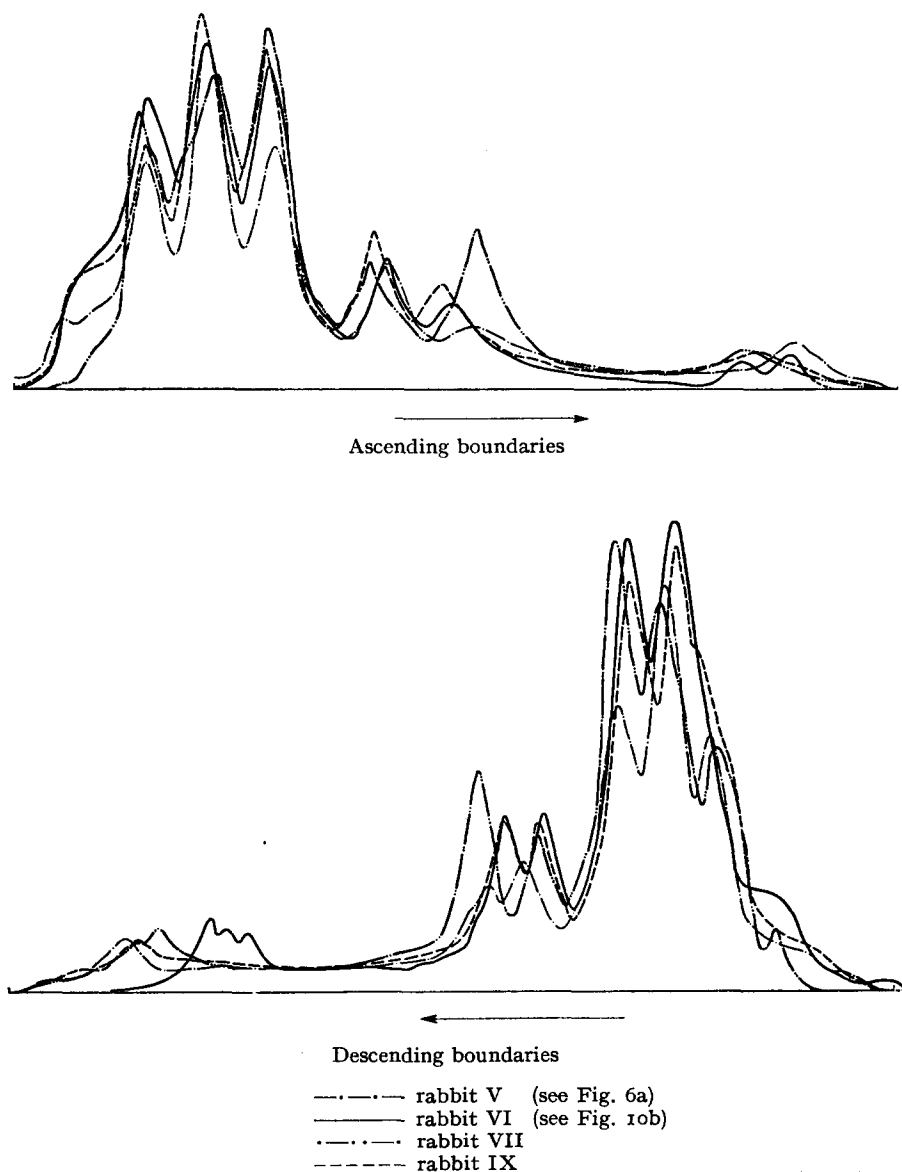 Ascending boundaries
Descending boundaries
rabbit V (see Fig. 6a)
rabbit VI (see Fig. 10b)
rabbit VII
rabbit IX